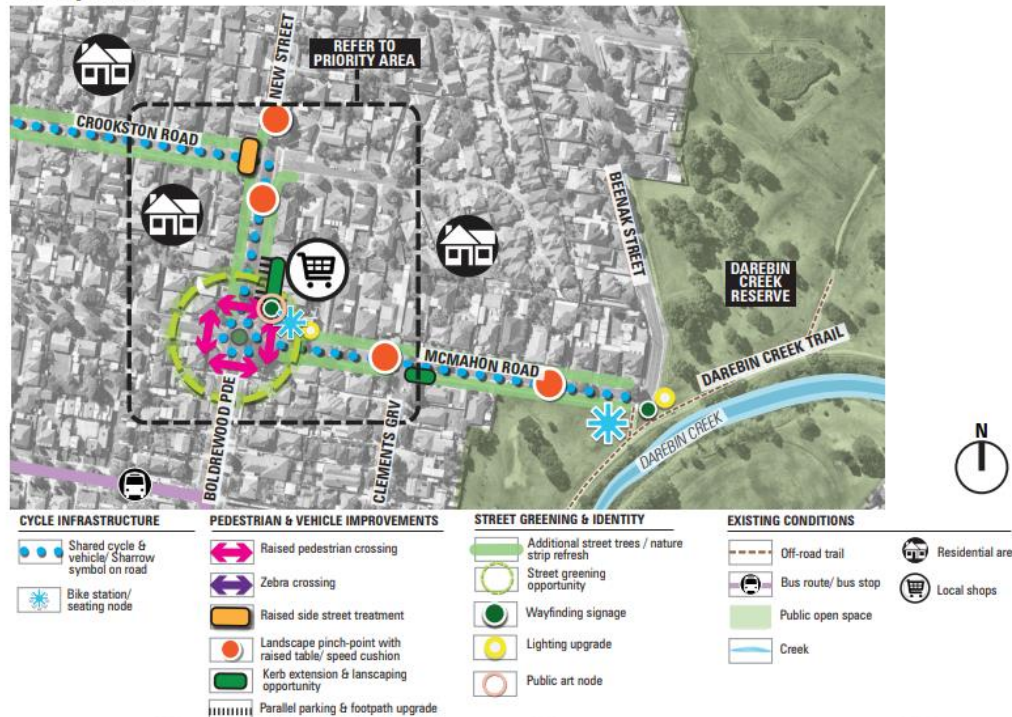 REFER TO
PRIORITY AREA
NEW STREET
CROOKSTON ROAD
BEENAK STREET
DAREBIN
CREEK
RESERVE
DAREBIN CREEK TRAIL
MCMAHON ROAD
DAREBIN CREEK
BOLDREWOOD PDE
CLEMENTS GRV
N
CYCLE INFRASTRUCTURE
Shared cycle &
vehicle/ Sharrow
symbol on road
Bike station/
seating node
PEDESTRIAN & VEHICLE IMPROVEMENTS
Raised pedestrian crossing
Zebra crossing
Raised side street treatment
Landscape pinch-point with
raised table/ speed cushion
Kerb extension & lanscaping
opportunity
Parallel parking & footpath upgrade
STREET GREENING & IDENTITY
Additional street trees / nature
strip refresh
Street greening
opportunity
Wayfinding signage
Lighting upgrade
Public art node
EXISTING CONDITIONS
Off-road trail
Bus route/ bus stop
Public open space
Creek
Residential are
Local shops